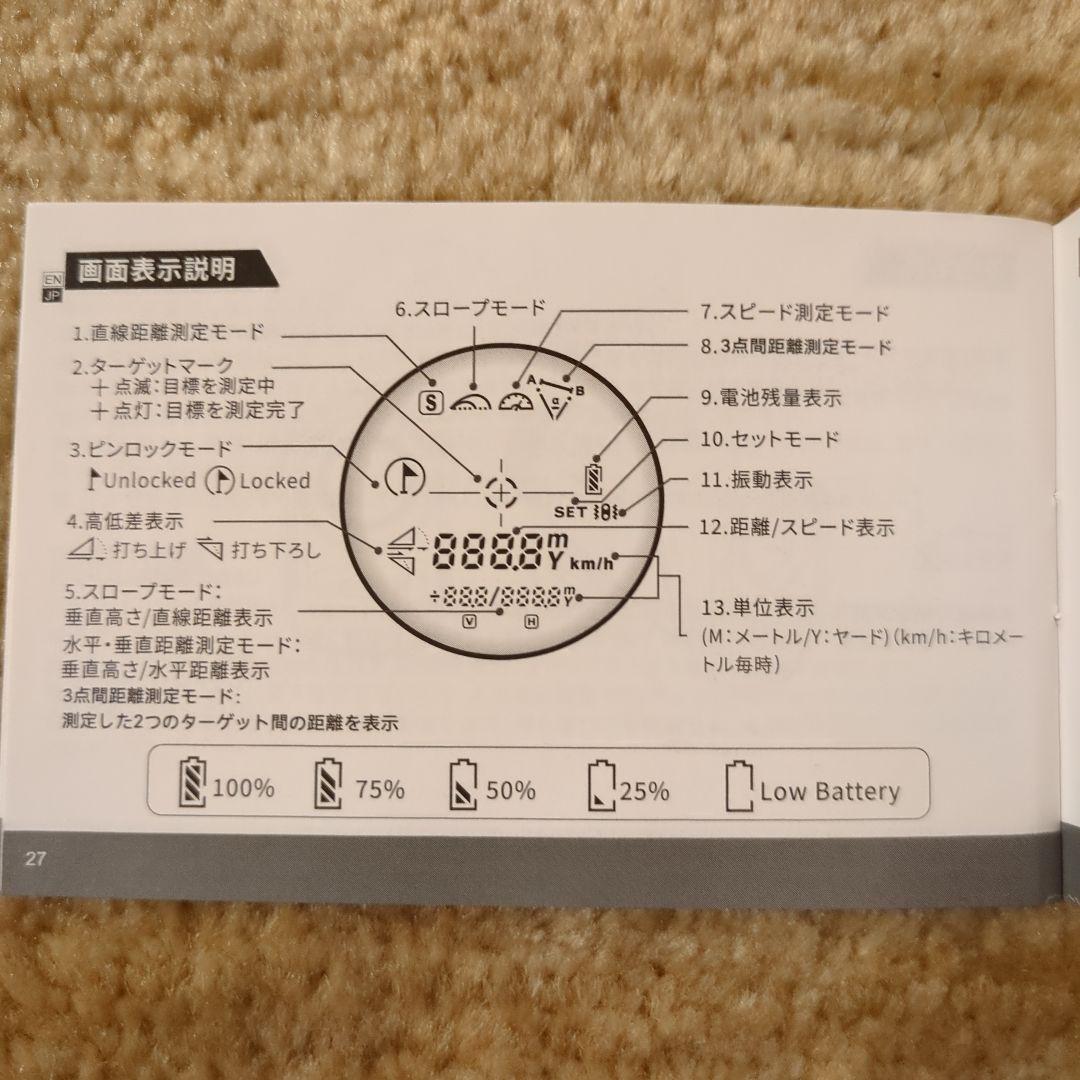 EN
JP
画面表示説明
1.直線距離測定モード
2.ターゲットマーク
＋点滅：目標を測定中
＋点灯：目標を測定完了
3.ピンロックモード
Unlocked Locked
4.高低差表示
打ち上げ 打ち下ろし
5.スロープモード：
垂直高さ/直線距離表示
水平・垂直距離測定モード：
垂直高さ/水平距離表示
3点間距離測定モード：
測定した2つのターゲット間の距離を表示
6.スロープモード
7.スピード測定モード
8.3点間距離測定モード
9.電池残量表示
10.セットモード
11.振動表示
12.距離/スピード表示
13.単位表示
(M：メートル/Y：ヤード)(km/h：キロメー
トル毎時)
S
A B
α
SET
888.8 m
Y km/h
÷88.8/888.8 m
Y
V H
100% 75% 50% 25% Low Battery
27